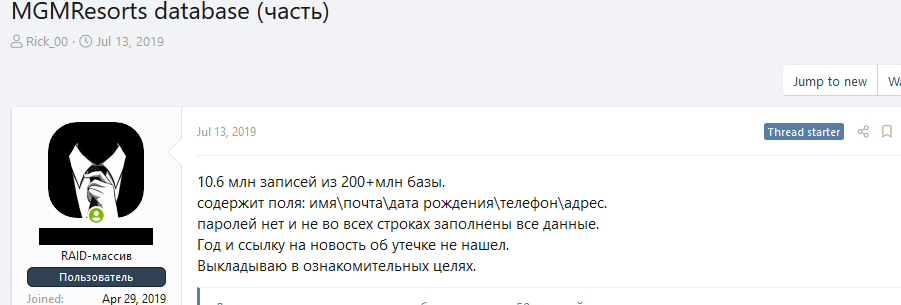 MGMResorts database (часть)
Rick_00 · Jul 13, 2019
Jump to new
Jul 13, 2019
Thread starter
10.6 млн записей из 200+млн базы.
содержит поля: имя\почта\дата рождения\телефон\адрес.
паролей нет и не во всех строках заполнены все данные.
Год и ссылку на новость об утечке не нашел.
Выкладываю в ознакомительных целях.
RAID-массив
Пользователь
Joined: Apr 29, 2019